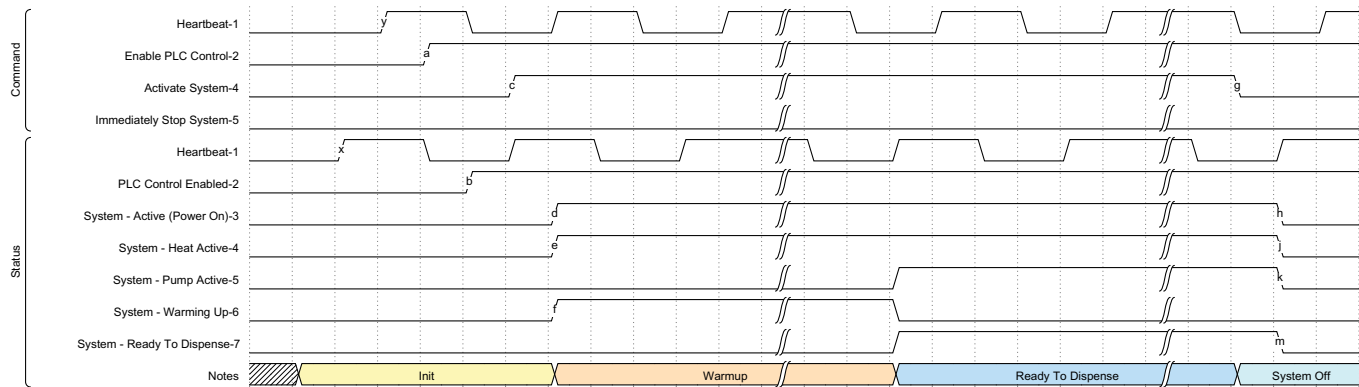 Command
Heartbeat-1 y
Enable PLC Control-2 a
Activate System-4 c g
Immediately Stop System-5
Status
Heartbeat-1 x
PLC Control Enabled-2 b
System - Active (Power On)-3 d h
System - Heat Active-4 e j
System - Pump Active-5 k
System - Warming Up-6 f
System - Ready To Dispense-7 m
Notes Init Warmup Ready To Dispense System Off